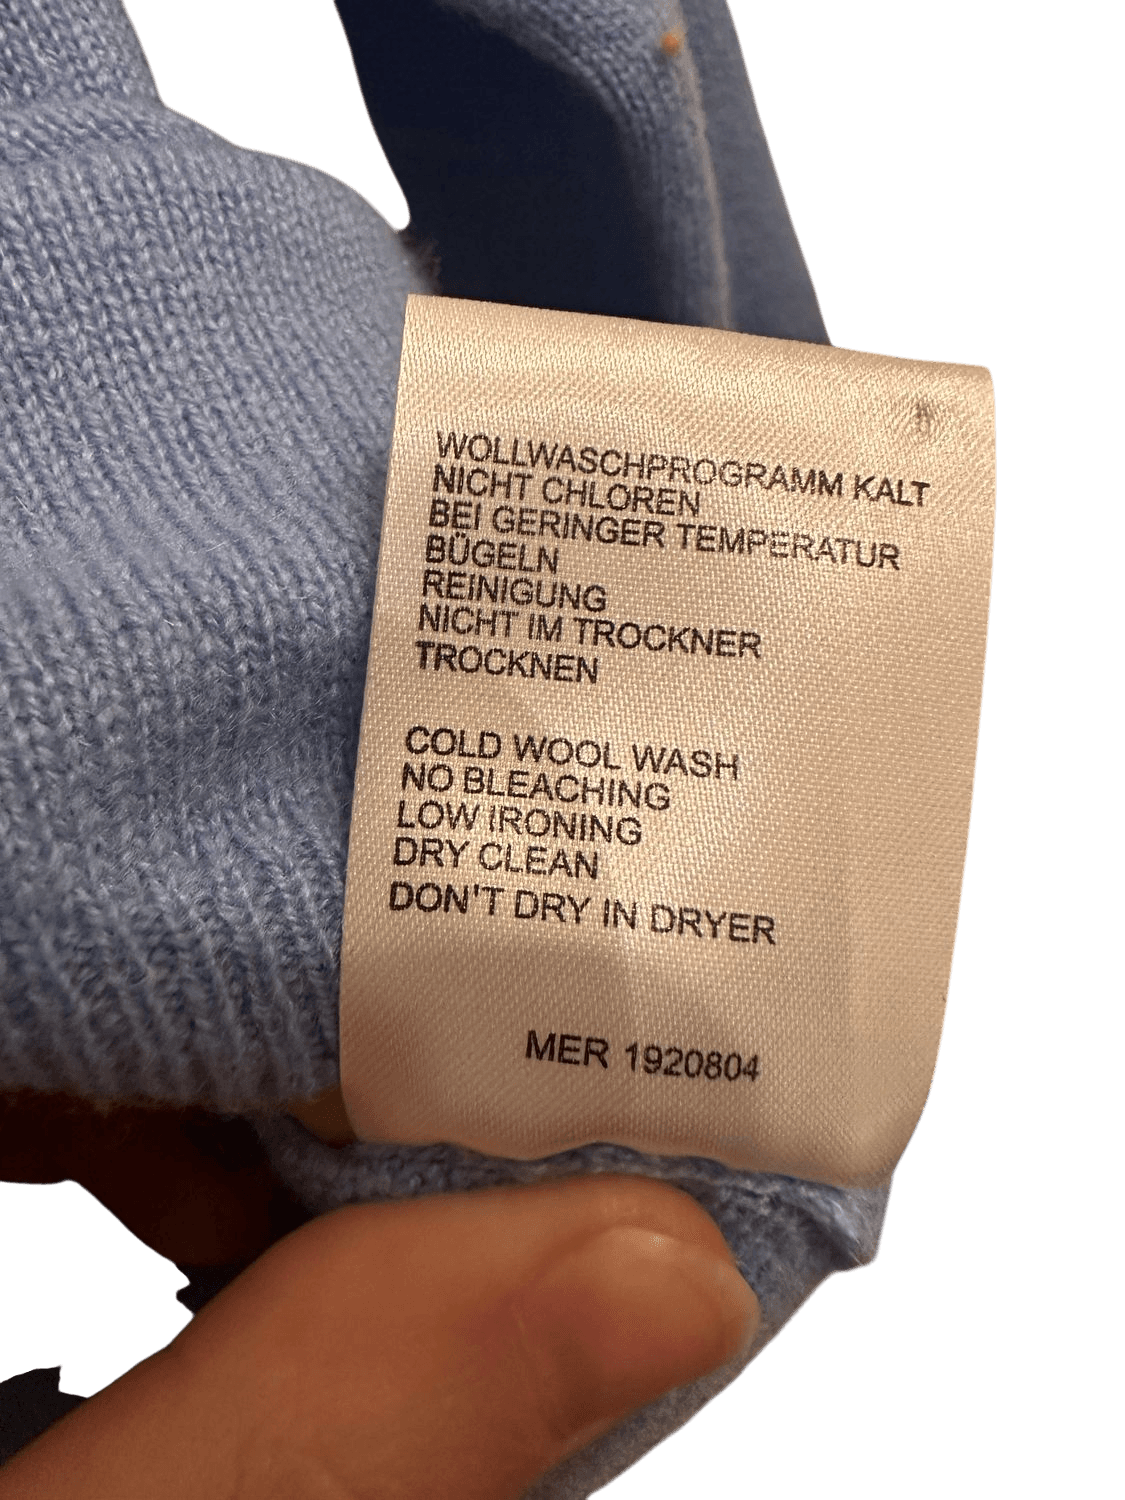 WOLLWASCHPROGRAMM KALT
NICHT CHLOREN
BEI GERINGER TEMPERATUR
BÜGELN
REINIGUNG
NICHT IM TROCKNER
TROCKNEN
COLD WOOL WASH
NO BLEACHING
LOW IRONING
DRY CLEAN
DON'T DRY IN DRYER
MER 1920804